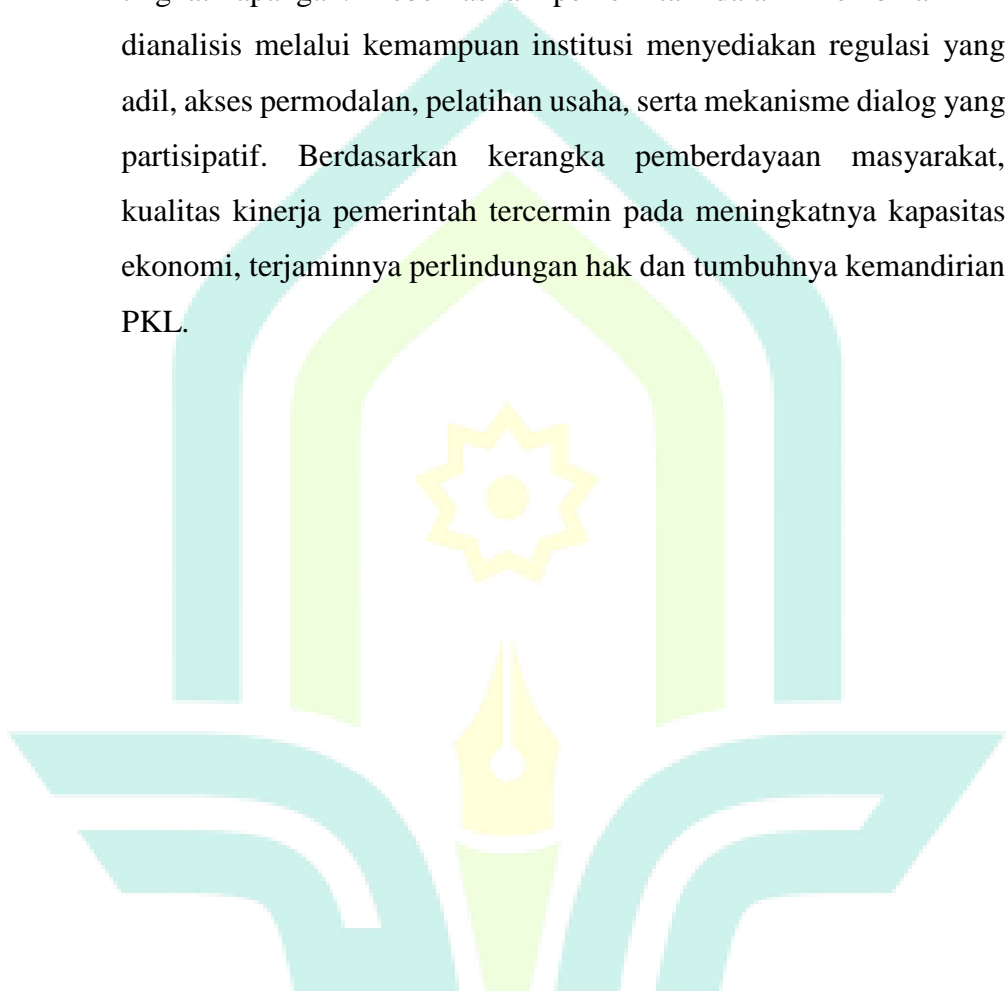 dianalisis melalui kemampuan institusi menyediakan regulasi yang
adil, akses permodalan, pelatihan usaha, serta mekanisme dialog yang
partisipatif. Berdasarkan kerangka pemberdayaan masyarakat,
kualitas kinerja pemerintah tercermin pada meningkatnya kapasitas
ekonomi, terjaminnya perlindungan hak dan tumbuhnya kemandirian
PKL.